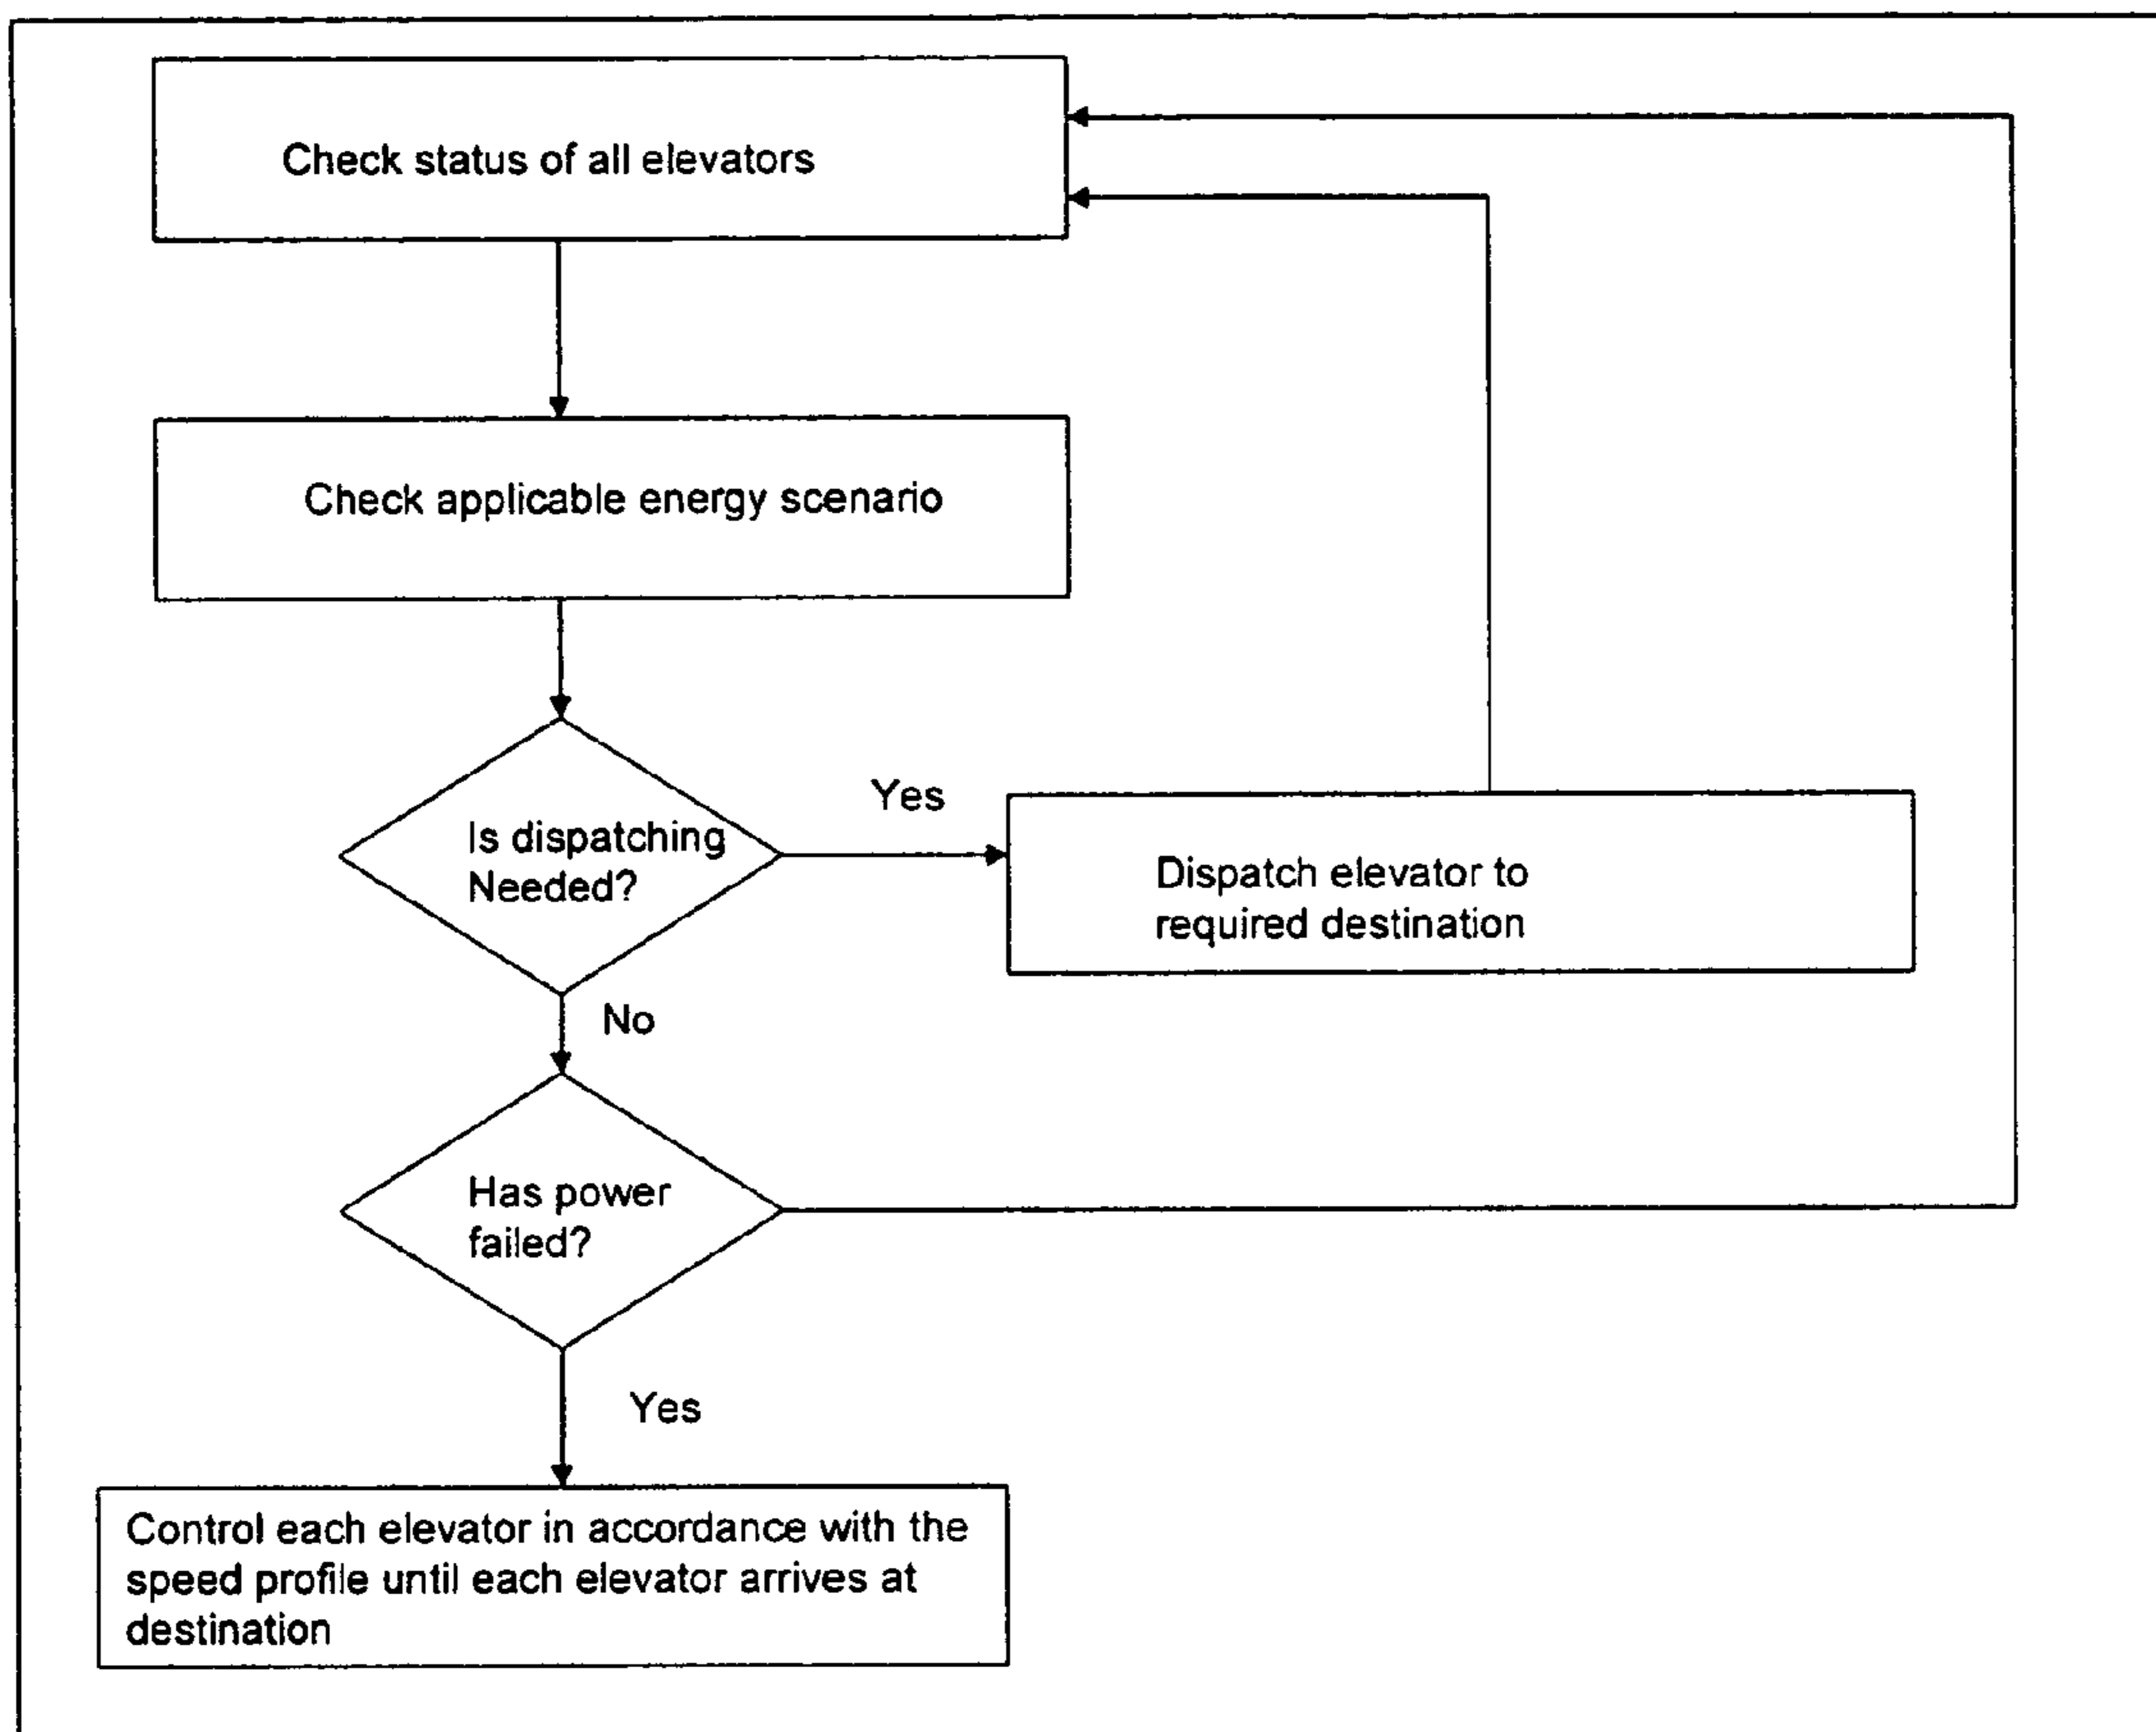 Check status of all elevators
Check applicable energy scenario
Is dispatching
Needed?
Yes
Dispatch elevator to
required destination
No
Has power
failed?
Yes
Control each elevator in accordance with the
speed profile until each elevator arrives at
destination